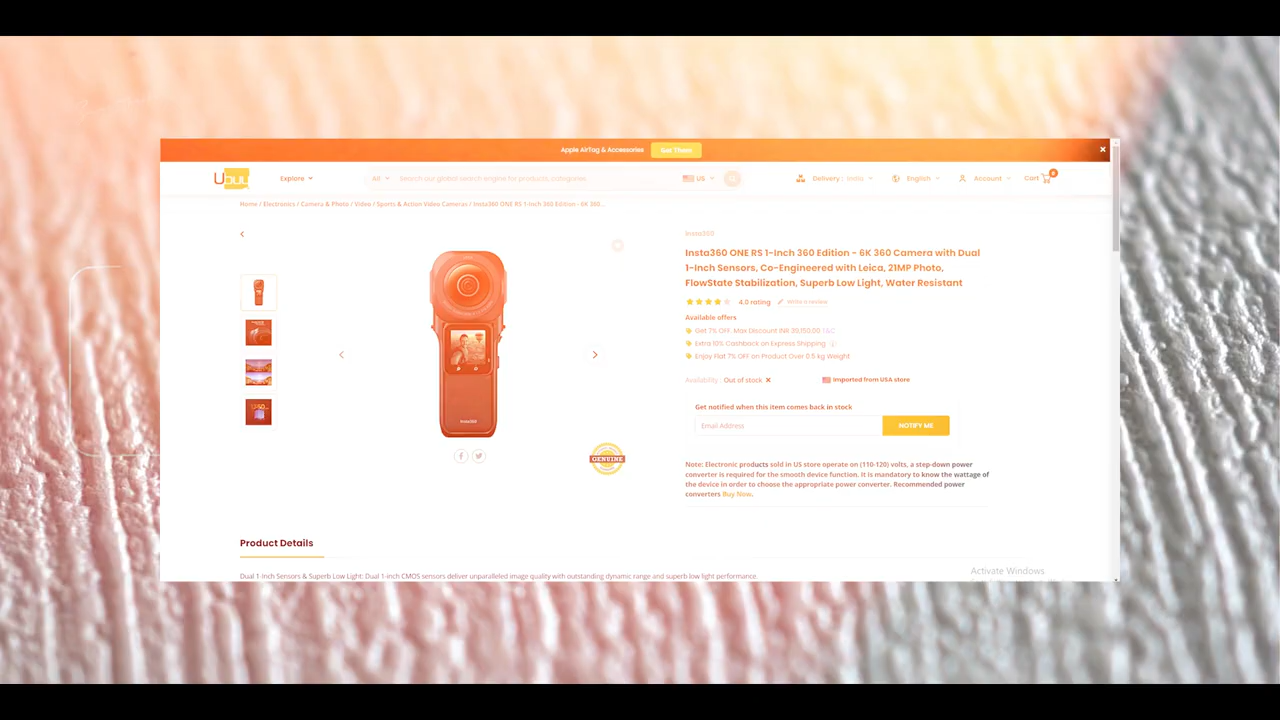 Apple AirTag & Accessories Get Them
Ubuy Explore All Search our global search engine for products, categories US Delivery: India English Account Cart 0
Home / Electronics / Camera & Photo / Video / Sports & Action Video Cameras / Insta360 ONE RS 1-Inch 360 Edition - 6K 360...
Insta360
Insta360 ONE RS 1-Inch 360 Edition - 6K 360 Camera with Dual
1-Inch Sensors, Co-Engineered with Leica, 21MP Photo,
FlowState Stabilization, Superb Low Light, Water Resistant
4.0 rating Write a review
Available offers
Get 7% OFF: Max Discount INR 20,150.00 T&C
Extra 10% Cashback on Express Shipping
Enjoy Flat 7% OFF on Product Over 0.5 kg Weight
Availability : Out of stock Imported from USA store
Get notified when this item comes back in stock
Email Address NOTIFY ME
Insta360
GENUINE
Note: Electronic products sold in US store operate on (110-120) volts, a step-down power
converter is required for the smooth device function. It is mandatory to know the wattage of
the device in order to choose the appropriate power converter. Recommended power
converters Buy Now.
Product Details
Dual 1-Inch Sensors & Superb Low Light: Dual 1-inch CMOS sensors deliver unparalleled image quality with outstanding dynamic range and superb low light performance.
Activate Windows